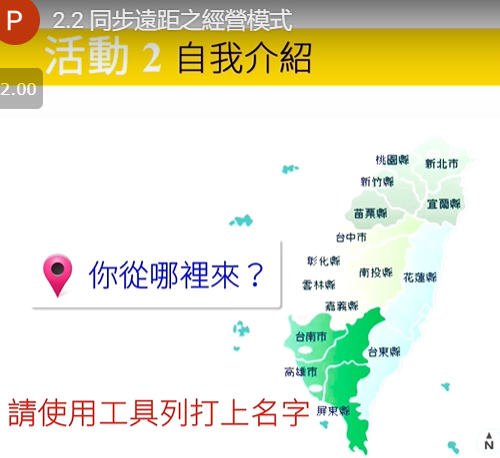 P
2.2 同步遠距之經營模式
活動 2 自我介紹
2.00
桃園縣
新北市
新竹縣
宜蘭縣
苗栗縣
台中市
彰化縣
南投縣
花蓮縣
雲林縣
嘉義縣
台南市
台東縣
高雄市
屏東縣
你從哪裡來？
請使用工具列打上名字
N